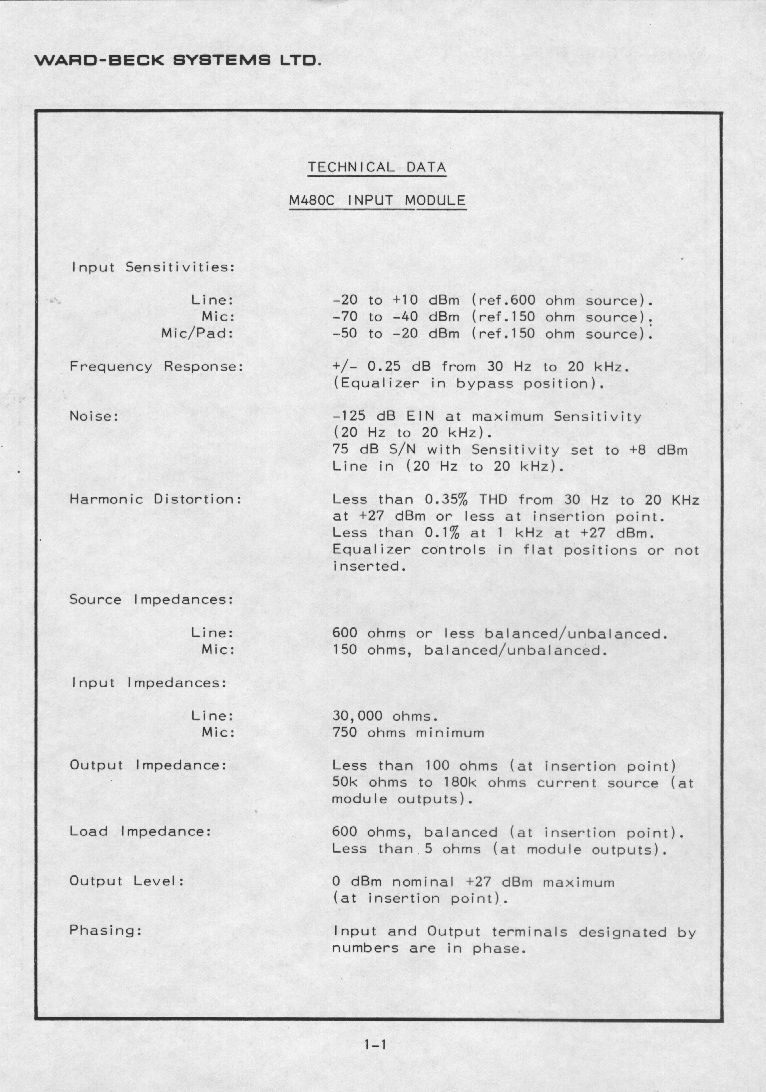 WARD-BECK SYSTEMS LTD.
TECHNICAL DATA
M480C INPUT MODULE
Input Sensitivities:
Line: -20 to +10 dBm (ref.600 ohm source).
Mic: -70 to -40 dBm (ref.150 ohm source).
Mic/Pad: -50 to -20 dBm (ref.150 ohm source).
Frequency Response: +/- 0.25 dB from 30 Hz to 20 kHz.
(Equalizer in bypass position).
Noise: -125 dB EIN at maximum Sensitivity
(20 Hz to 20 kHz).
75 dB S/N with Sensitivity set to +8 dBm
Line in (20 Hz to 20 kHz).
Harmonic Distortion: Less than 0.35% THD from 30 Hz to 20 KHz
at +27 dBm or less at insertion point.
Less than 0.1% at 1 kHz at +27 dBm.
Equalizer controls in flat positions or not
inserted.
Source Impedances:
Line: 600 ohms or less balanced/unbalanced.
Mic: 150 ohms, balanced/unbalanced.
Input Impedances:
Line: 30,000 ohms.
Mic: 750 ohms minimum
Output Impedance: Less than 100 ohms (at insertion point)
50k ohms to 180k ohms current source (at
module outputs).
Load Impedance: 600 ohms, balanced (at insertion point).
Less than 5 ohms (at module outputs).
Output Level: 0 dBm nominal +27 dBm maximum
(at insertion point).
Phasing: Input and Output terminals designated by
numbers are in phase.
1-1